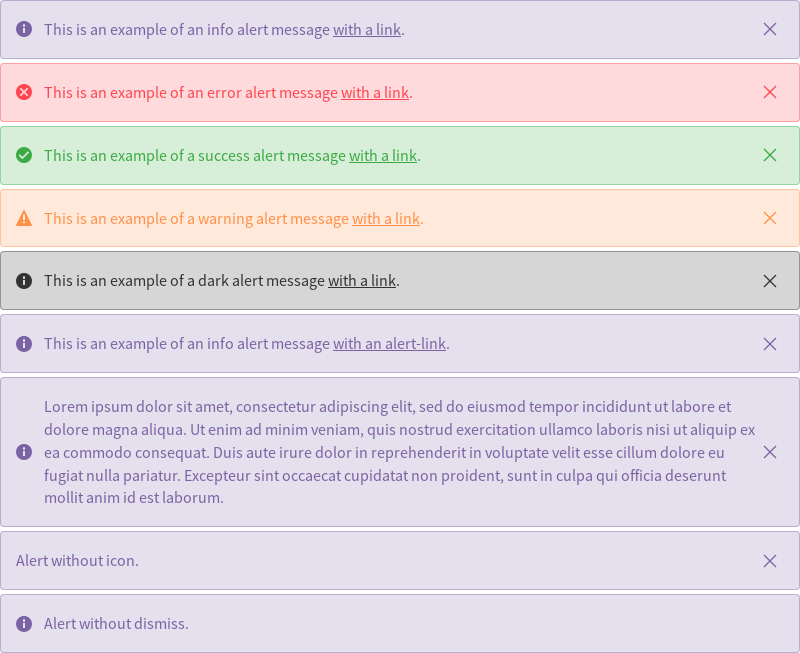 This is an example of an info alert message with a link.
This is an example of an error alert message with a link.
This is an example of a success alert message with a link.
This is an example of a warning alert message with a link.
This is an example of a dark alert message with a link.
This is an example of an info alert message with an alert-link.
Lorem ipsum dolor sit amet, consectetur adipiscing elit, sed do eiusmod tempor incididunt ut labore et
dolore magna aliqua. Ut enim ad minim veniam, quis nostrud exercitation ullamco laboris nisi ut aliquip ex
ea commodo consequat. Duis aute irure dolor in reprehenderit in voluptate velit esse cillum dolore eu
fugiat nulla pariatur. Excepteur sint occaecat cupidatat non proident, sunt in culpa qui officia deserunt
mollit anim id est laborum.
Alert without icon.
Alert without dismiss.